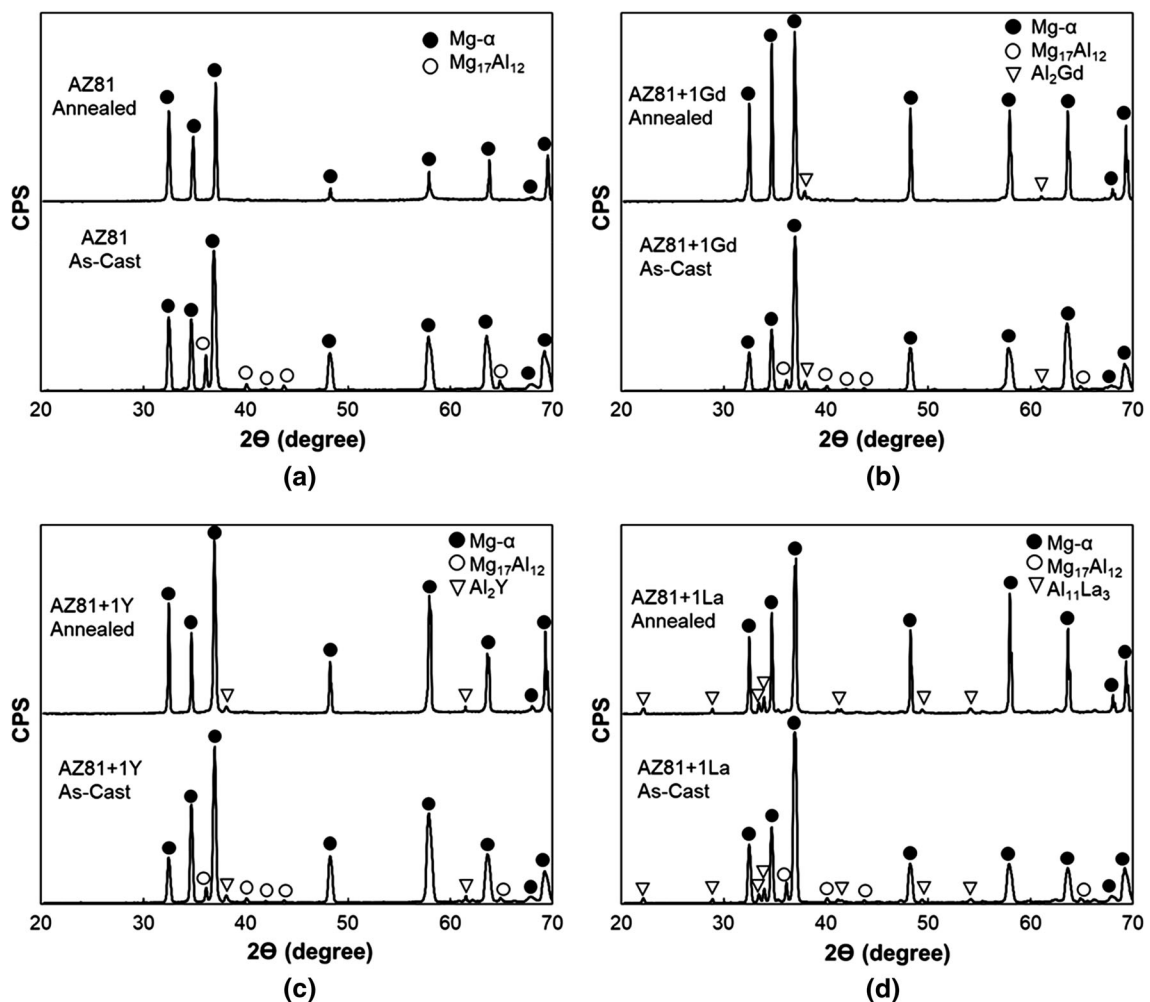 Mg-α
Mg₁₇Al₁₂
AZ81
Annealed
AZ81
As-Cast
CPS
20 30 40 50 60 70
2Θ (degree)
(a)
Mg-α
Mg₁₇Al₁₂
Al₂Gd
AZ81+1Gd
Annealed
AZ81+1Gd
As-Cast
CPS
20 30 40 50 60 70
2Θ (degree)
(b)
Mg-α
Mg₁₇Al₁₂
Al₂Y
AZ81+1Y
Annealed
AZ81+1Y
As-Cast
CPS
20 30 40 50 60 70
2Θ (degree)
(c)
Mg-α
Mg₁₇Al₁₂
Al₁₁La₃
AZ81+1La
Annealed
AZ81+1La
As-Cast
CPS
20 30 40 50 60 70
2Θ (degree)
(d)